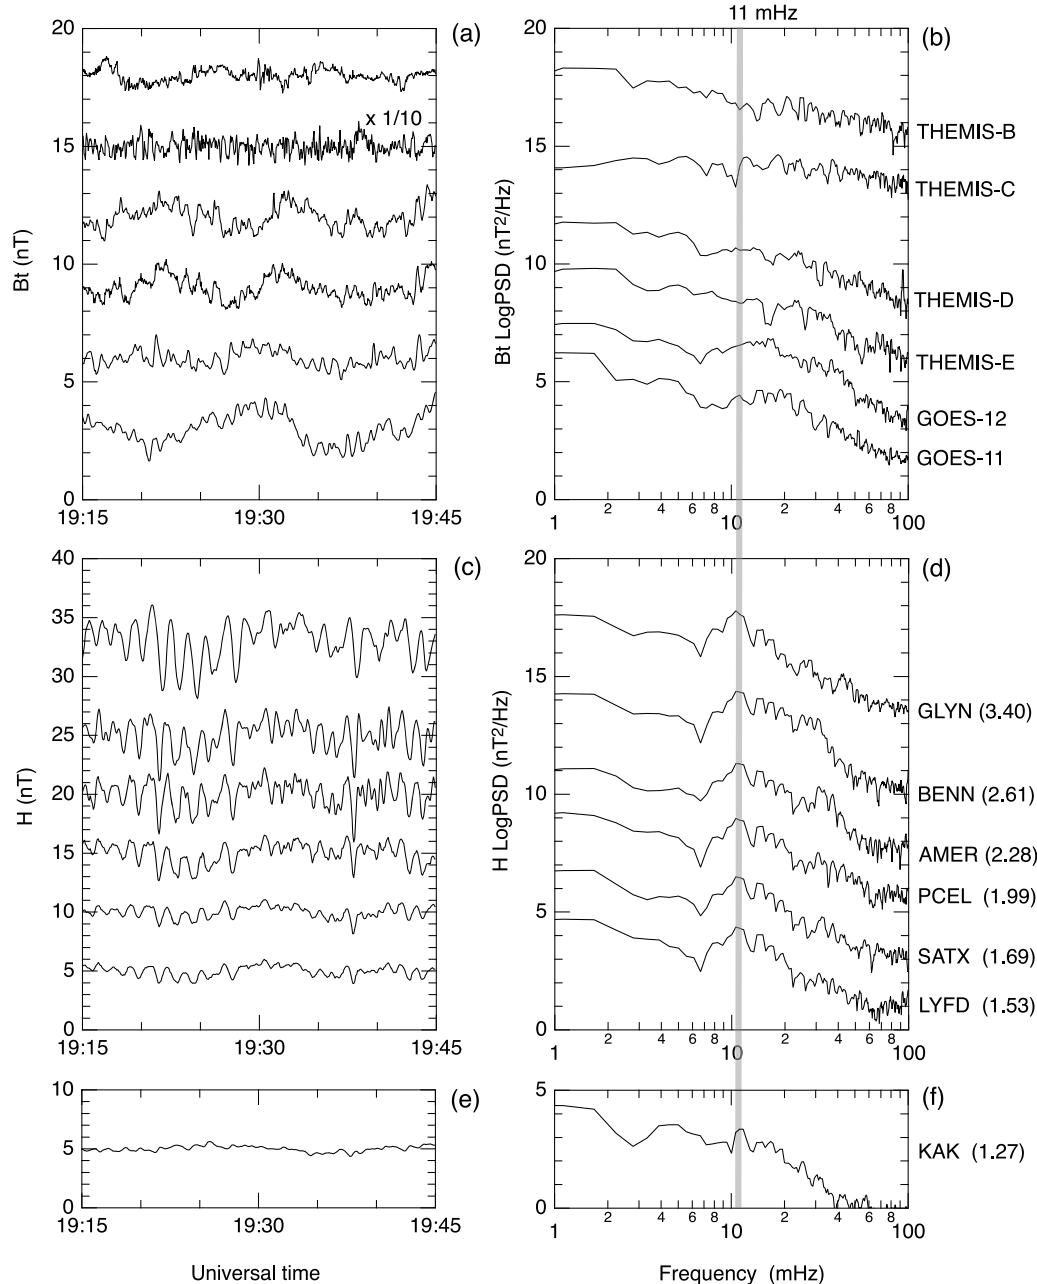 11 mHz
20
15
10
5
0
Bt (nT)
(a)
x 1/10
19:15
19:30
19:45
20
15
10
5
0
Bt LogPSD (nT²/Hz)
(b)
THEMIS-B
THEMIS-C
THEMIS-D
THEMIS-E
GOES-12
GOES-11
1
2
4
6
8
10
2
4
6
8
100
40
35
30
25
20
15
10
5
0
H (nT)
(c)
19:15
19:30
19:45
20
15
10
5
0
H LogPSD (nT²/Hz)
(d)
GLYN (3.40)
BENN (2.61)
AMER (2.28)
PCEL (1.99)
SATX (1.69)
LYFD (1.53)
1
2
4
6
8
10
2
4
6
8
100
10
5
0
(e)
19:15
19:30
19:45
Universal time
5
0
(f)
KAK (1.27)
1
2
4
6
8
10
2
4
6
8
100
Frequency (mHz)